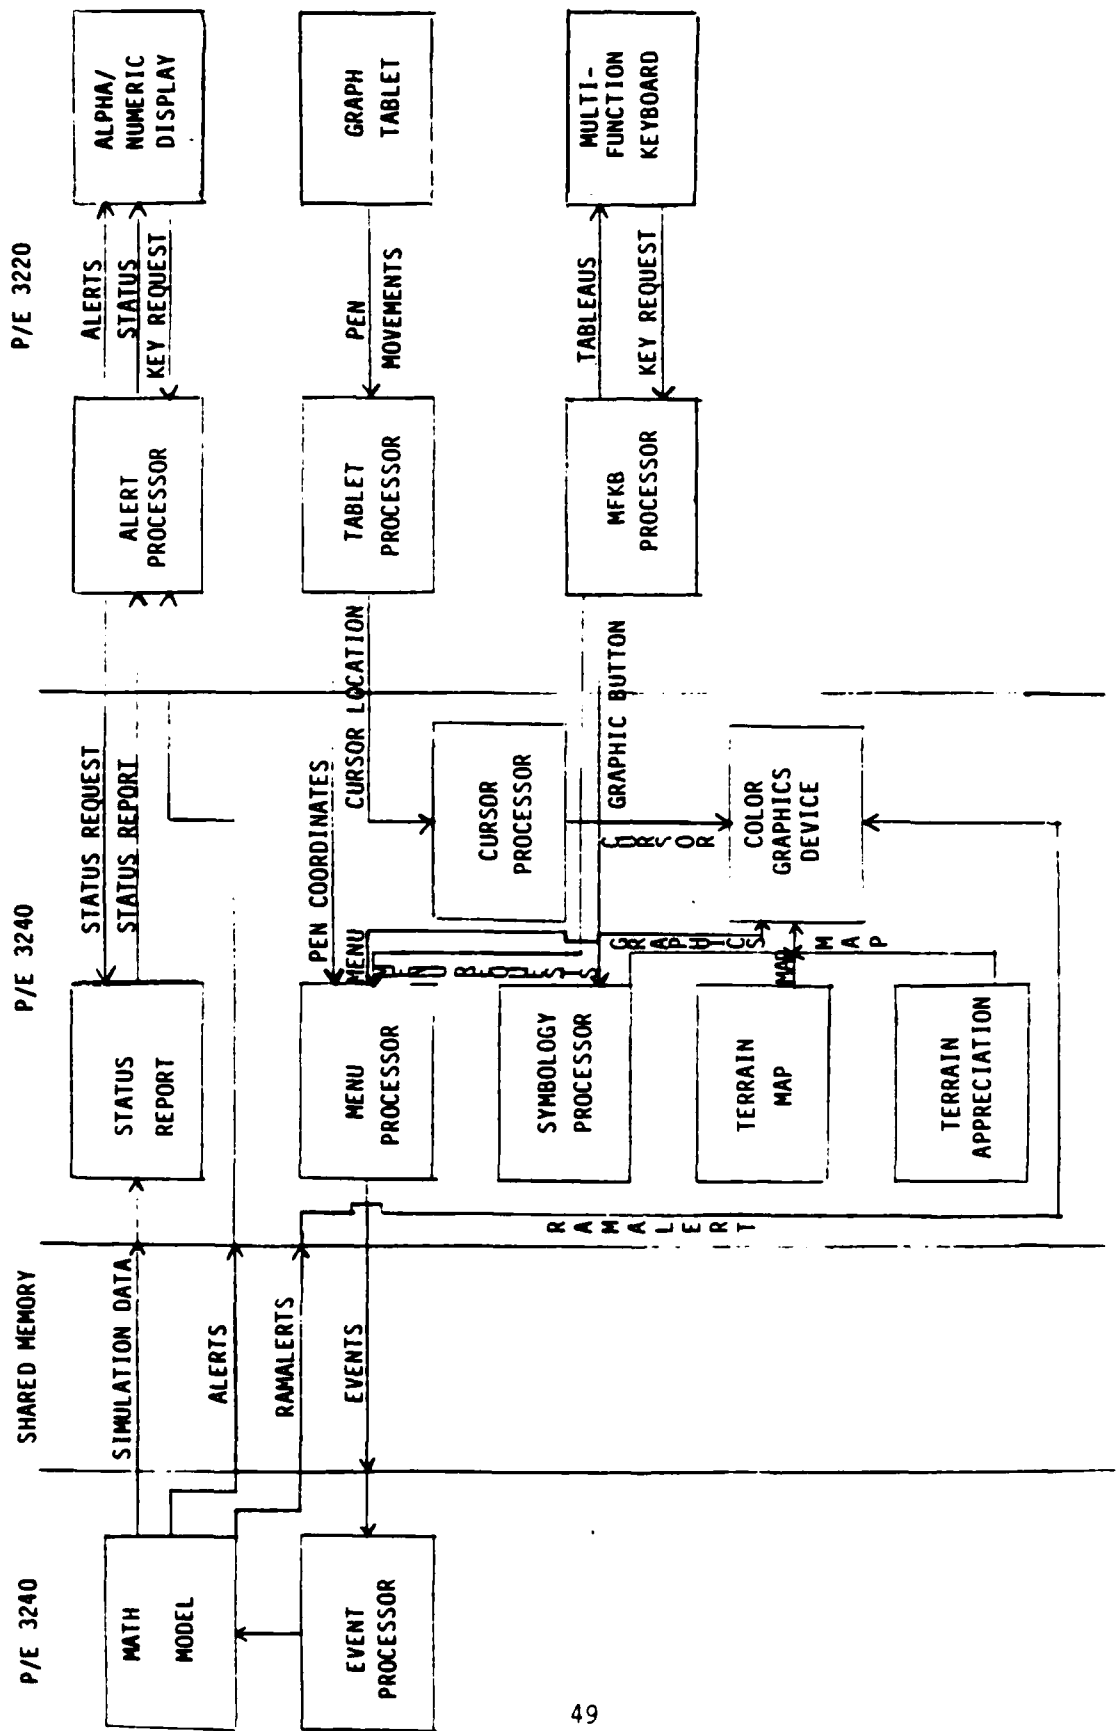 P/E 3240
SHARED MEMORY
P/E 3240
P/E 3220
MATH
MODEL
EVENT
PROCESSOR
SIMULATION DATA
ALERTS
RAMALERTS
EVENTS
STATUS
REPORT
MENU
PROCESSOR
SYMBOLOGY
PROCESSOR
TERRAIN
MAP
TERRAIN
APPRECIATION
RAMALERT
STATUS REQUEST
STATUS REPORT
PEN COORDINATES
MENU
CURSOR LOCATION
CURSOR
PROCESSOR
GRAPHIC BUTTON
CURSOR
GRAPHICS
MAP
MAP
COLOR
GRAPHICS
DEVICE
ALERT
PROCESSOR
TABLET
PROCESSOR
MFKB
PROCESSOR
ALERTS
STATUS
KEY REQUEST
PEN
MOVEMENTS
TABLEAUS
KEY REQUEST
ALPHA/
NUMERIC
DISPLAY
GRAPH
TABLET
MULTI-
FUNCTION
KEYBOARD
49